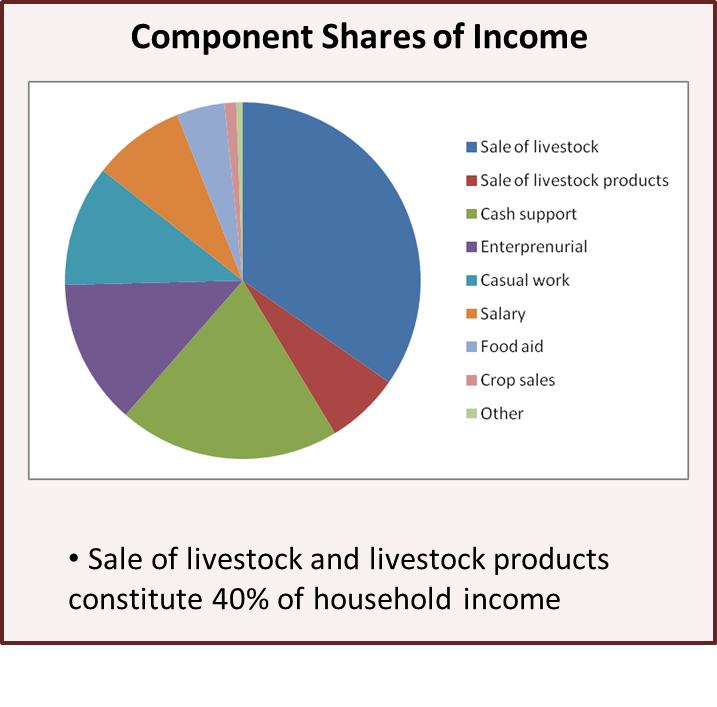 Component Shares of Income
Sale of livestock
Sale of livestock products
Cash support
Enterprenurial
Casual work
Salary
Food aid
Crop sales
Other
• Sale of livestock and livestock products
constitute 40% of household income